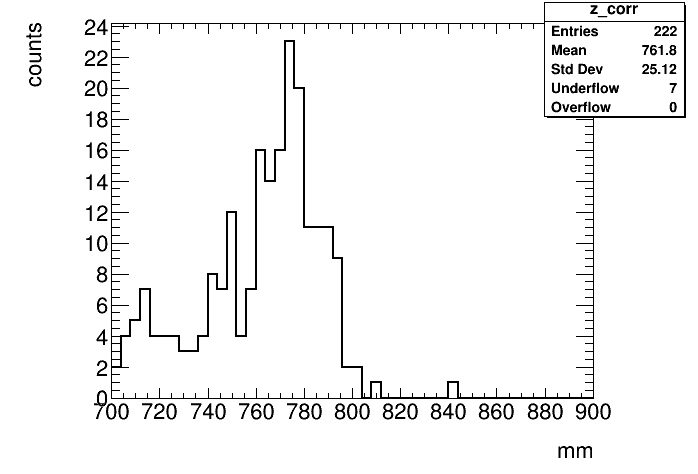 z_corr
Entries 222
Mean 761.8
Std Dev 25.12
Underflow 7
Overflow 0
counts
24
22
20
18
16
14
12
10
8
6
4
2
0
700 720 740 760 780 800 820 840 860 880 900
mm